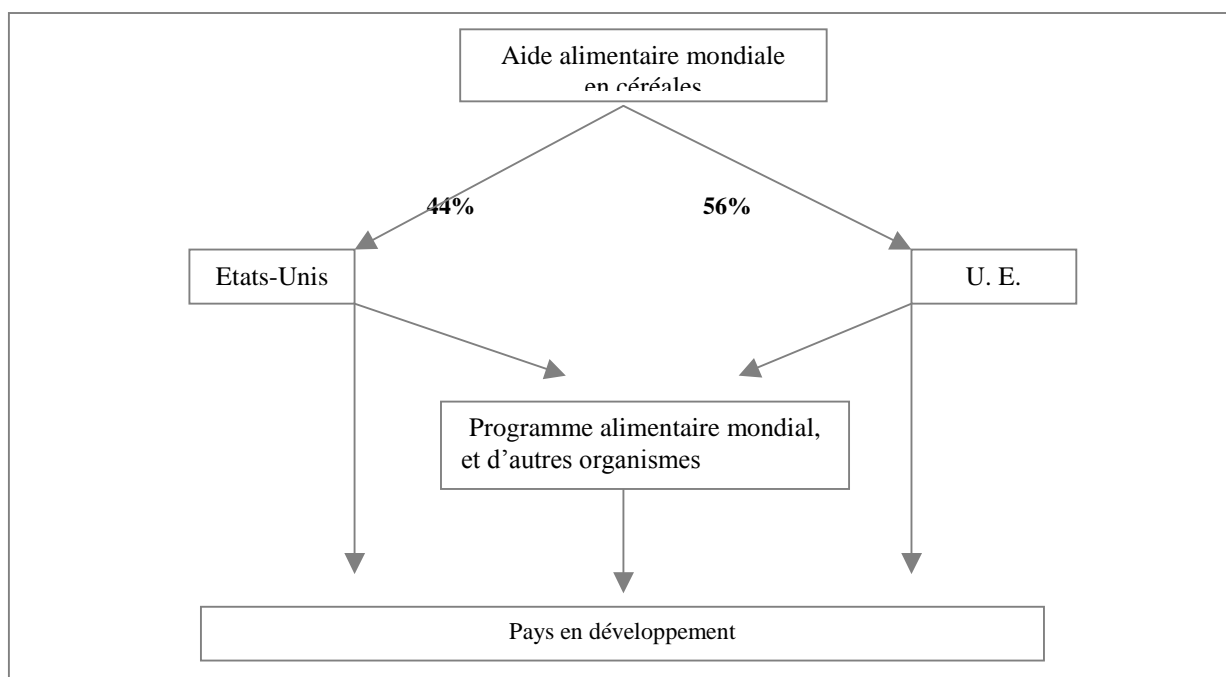 Aide alimentaire mondiale
en céréales
44%
56%
Etats-Unis
U. E.
Programme alimentaire mondial,
et d’autres organismes
Pays en développement